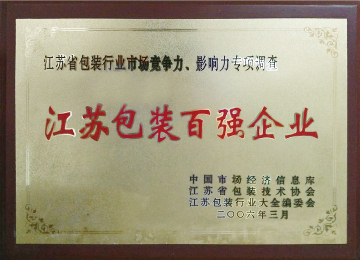 江苏省包装行业市场竞争力、影响力专项调查
江苏包装百强企业
中国市场经济信息库
江苏省包装技术协会
江苏包装行业大全编委会
二〇〇六年三月